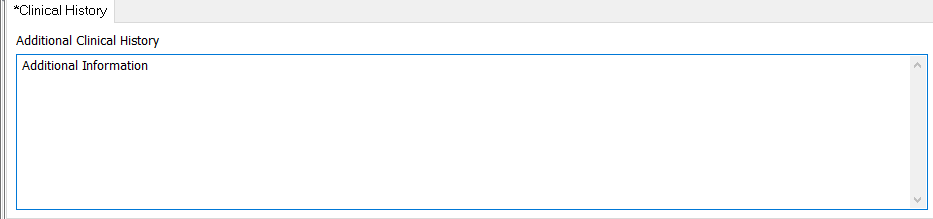 *Clinical History
Additional Clinical History
Additional Information